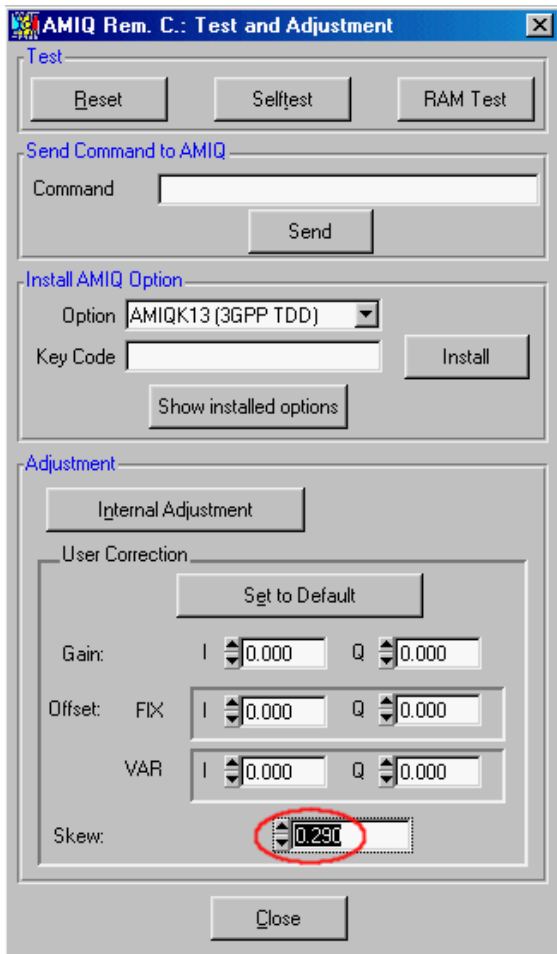 AMIQ Rem. C.: Test and Adjustment
Test
Reset Selftest RAM Test
Send Command to AMIQ
Command
Send
Install AMIQ Option
Option AMIQK13 (3GPP TDD)
Key Code Install
Show installed options
Adjustment
Internal Adjustment
User Correction
Set to Default
Gain: I 0.000 Q 0.000
Offset: FIX I 0.000 Q 0.000
VAR I 0.000 Q 0.000
Skew: 0.290
Close